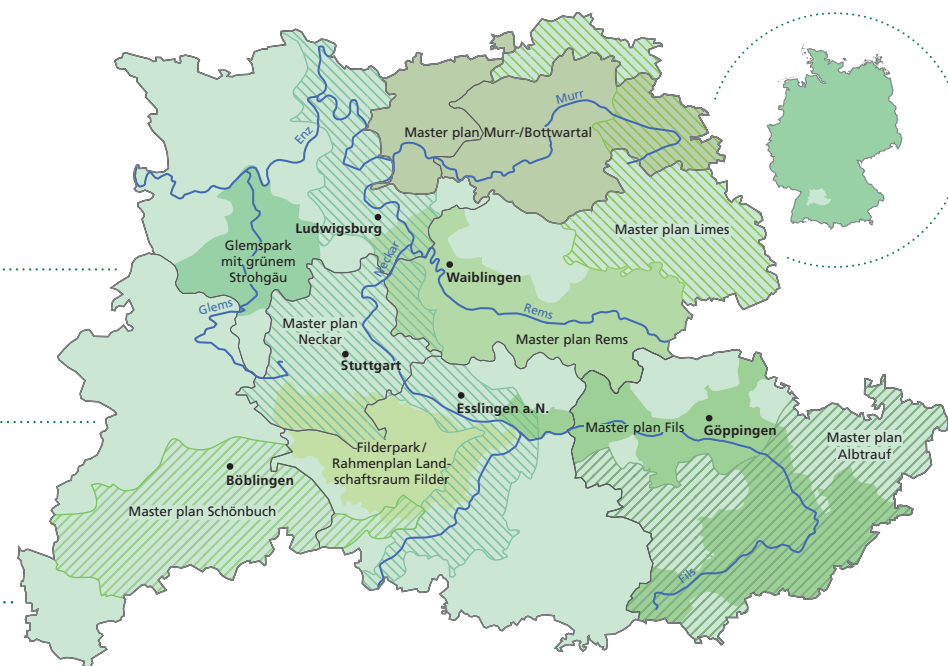 Murr
Master plan Murr-/Bottwartal
Enz
Ludwigsburg
Master plan Limes
Glemspark
mit grünem
Strohgäu
Neckar
Waiblingen
Glems
Rems
Master plan
Neckar
Master plan Rems
Stuttgart
Esslingen a.N.
Master plan Fils
Göppingen
Master plan
Albtrauf
Filderpark/
Rahmenplan Land-
schaftsraum Filder
Böblingen
Master plan Schönbuch
Fils